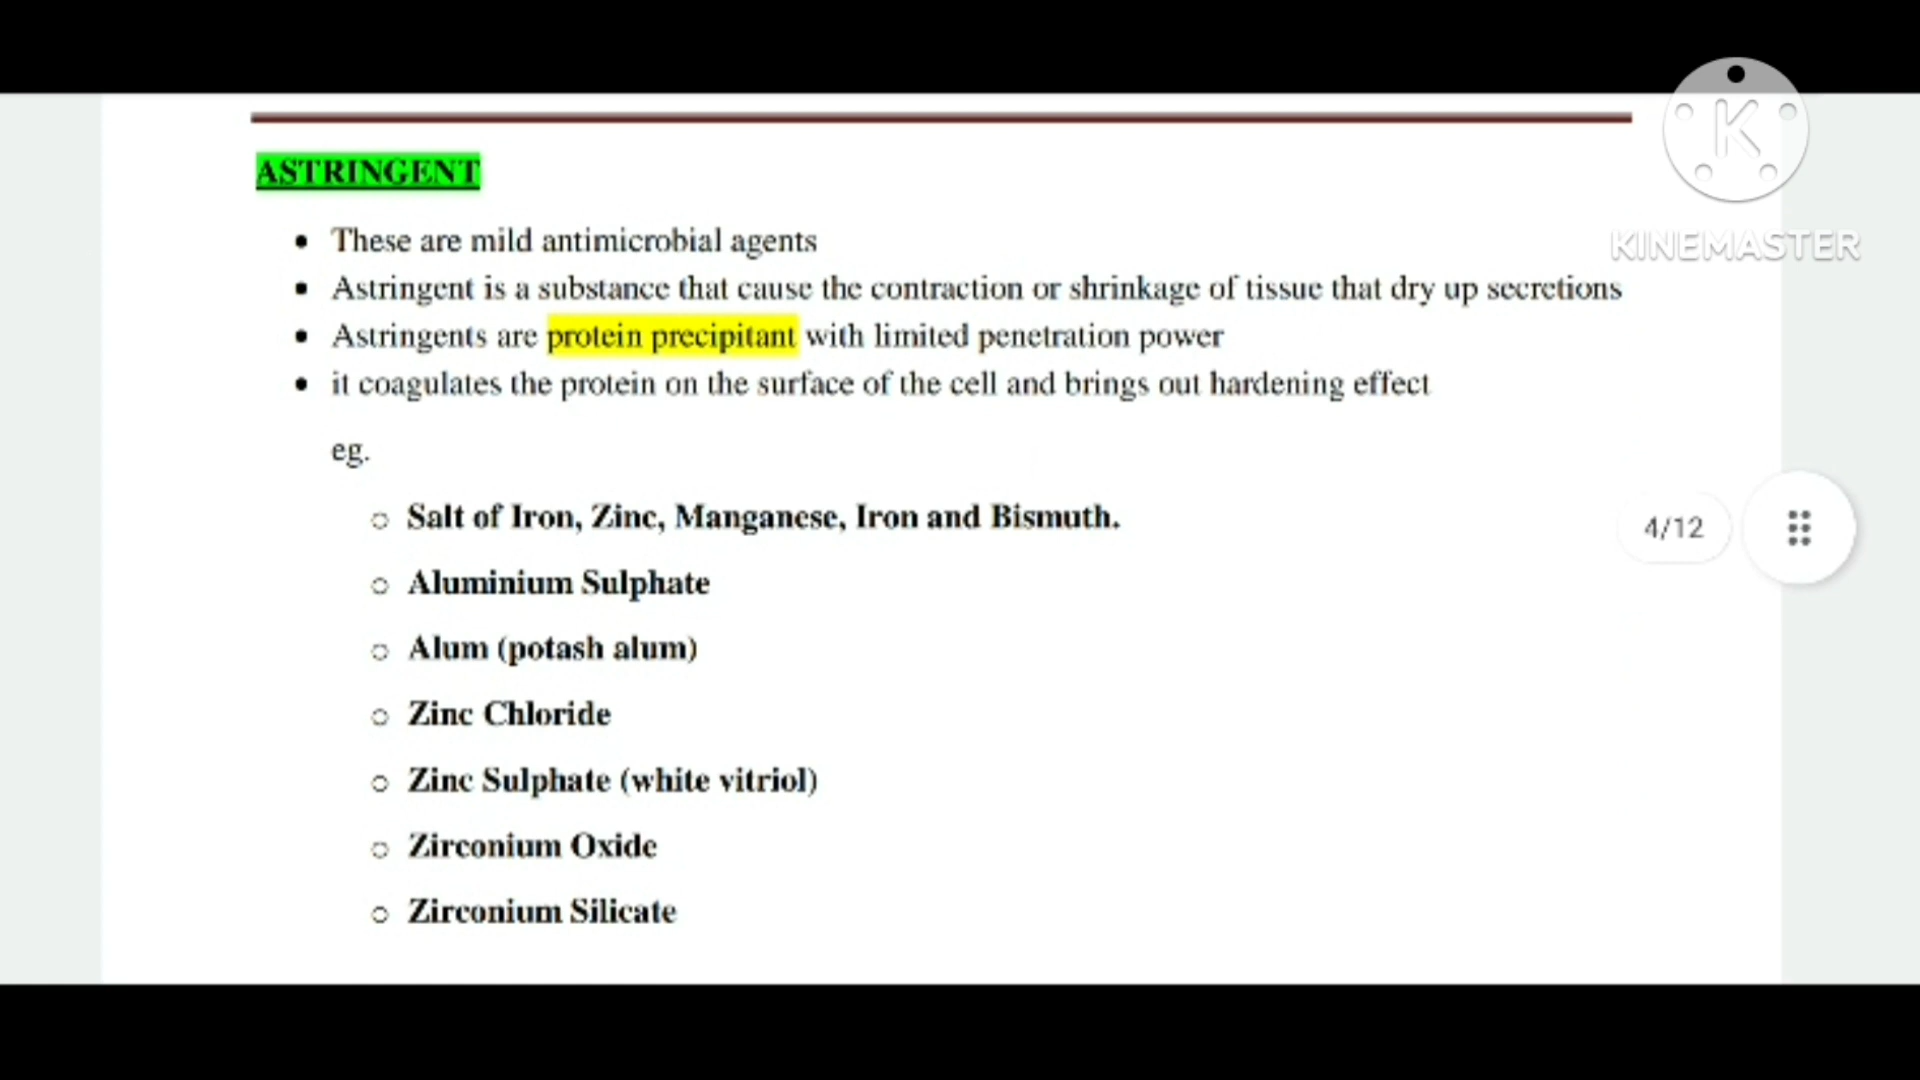 ASTRINGENT
• These are mild antimicrobial agents
• Astringent is a substance that cause the contraction or shrinkage of tissue that dry up secretions
• Astringents are protein precipitant with limited penetration power
• it coagulates the protein on the surface of the cell and brings out hardening effect
eg.
○ Salt of Iron, Zinc, Manganese, Iron and Bismuth.
○ Aluminium Sulphate
○ Alum (potash alum)
○ Zinc Chloride
○ Zinc Sulphate (white vitriol)
○ Zirconium Oxide
○ Zirconium Silicate
K
KINEMASTER
4/12